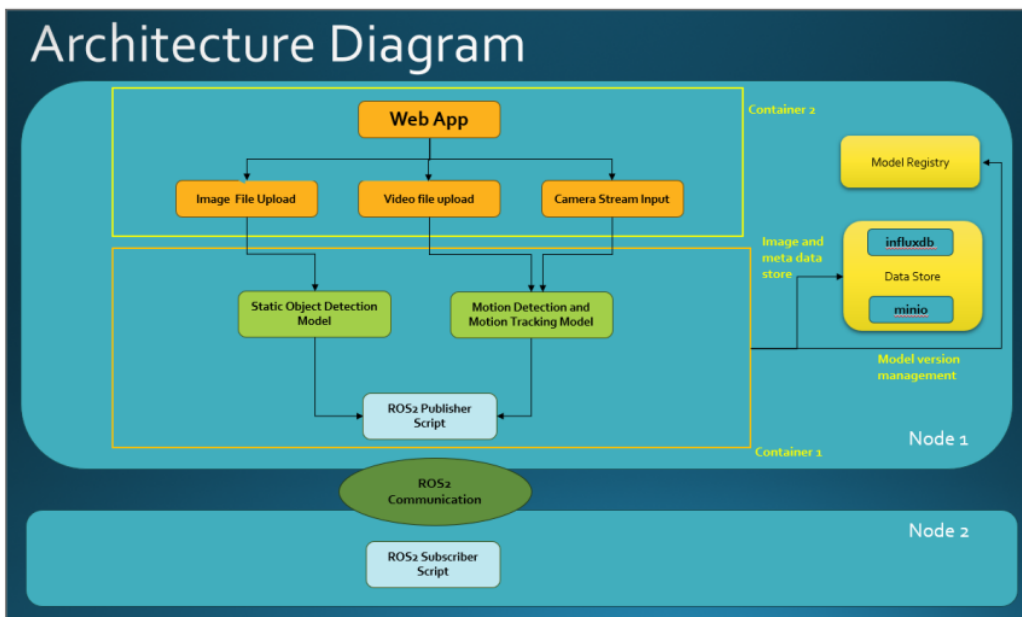 Architecture Diagram
Web App
Container 2
Image File Upload
Video file upload
Camera Stream Input
Model Registry
Image and
meta data
store
influxdb
Data Store
minio
Static Object Detection
Model
Motion Detection and
Motion Tracking Model
Model version
management
ROS2 Publisher
Script
Node 1
Container 1
ROS2
Communication
Node 2
ROS2 Subscriber
Script